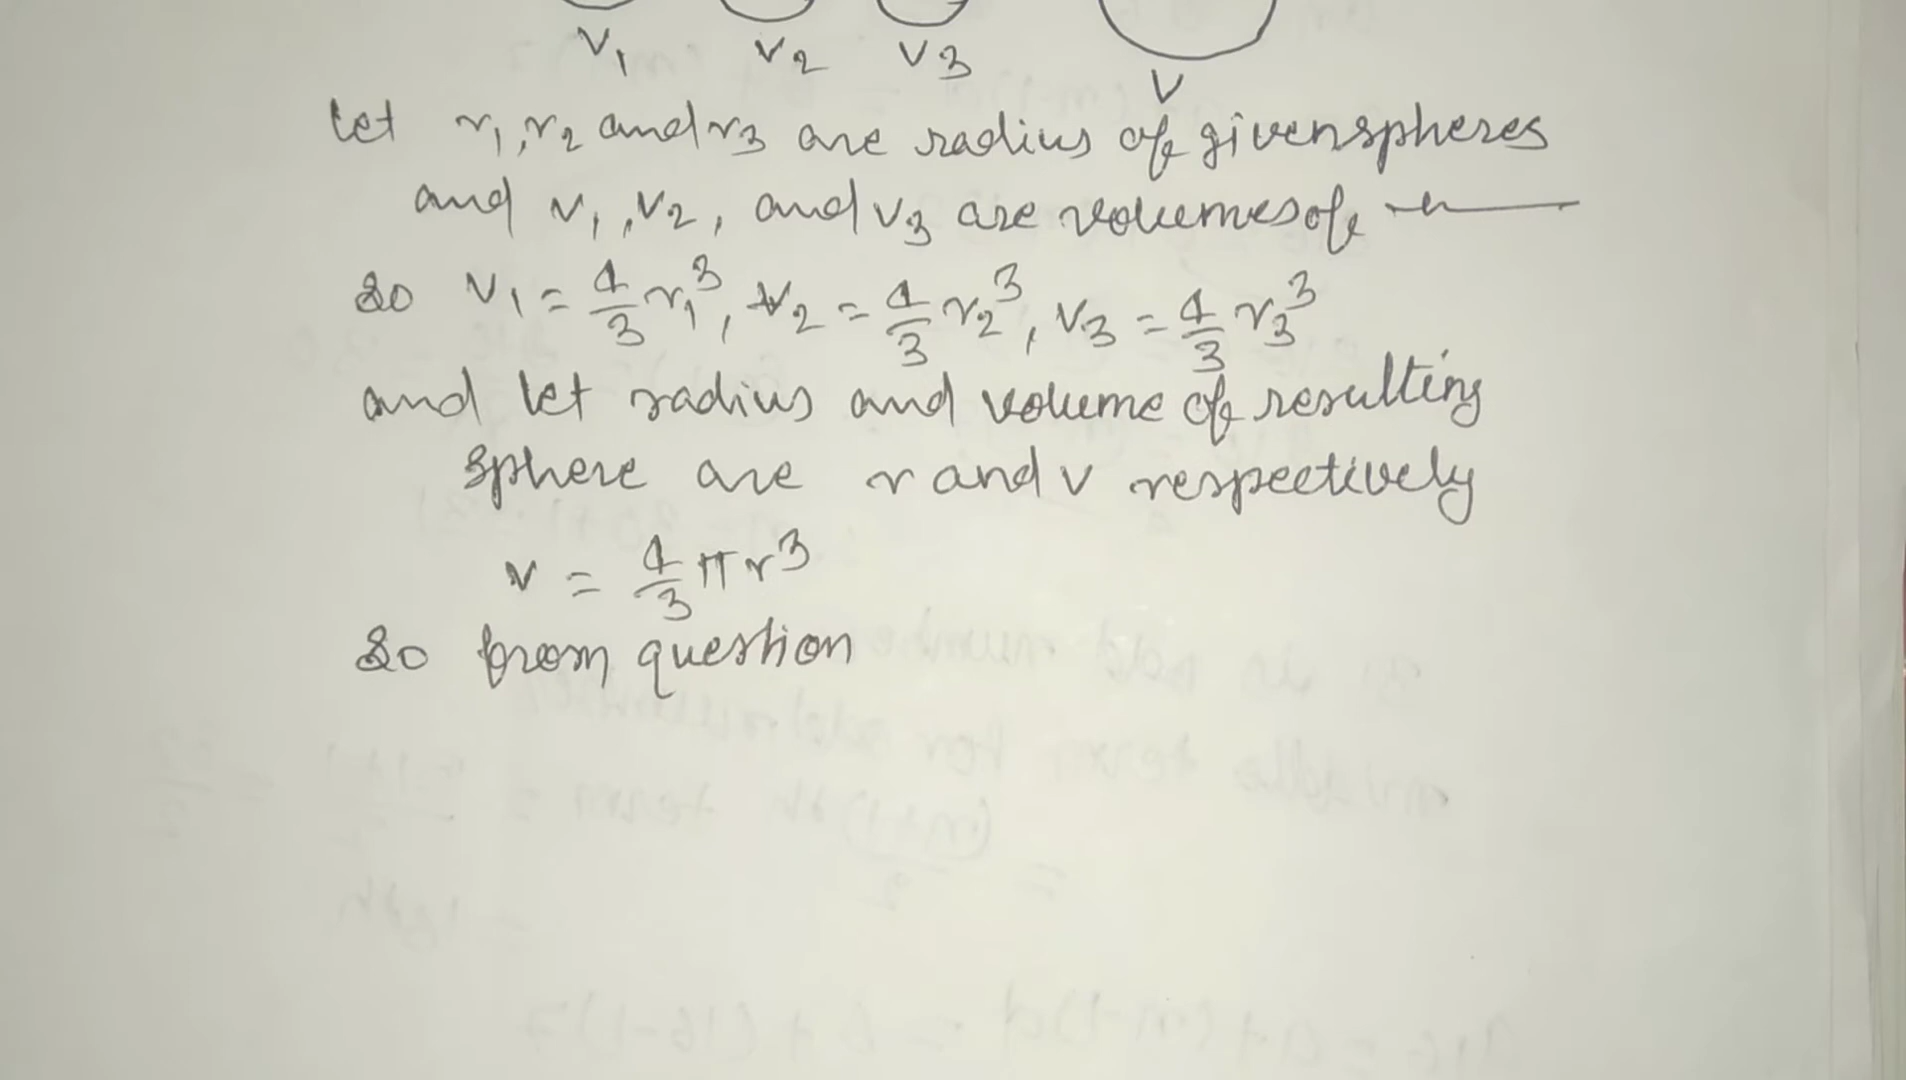 V1 V2 V3 V
let r1, r2 and r3 are radius of given spheres
and v1, v2, and v3 are volumes of
so v1 = 4/3 r1^3, v2 = 4/3 r2^3, v3 = 4/3 r3^3
and let radius and volume of resulting
sphere are r and v respectively
v = 4/3 πr^3
so from question